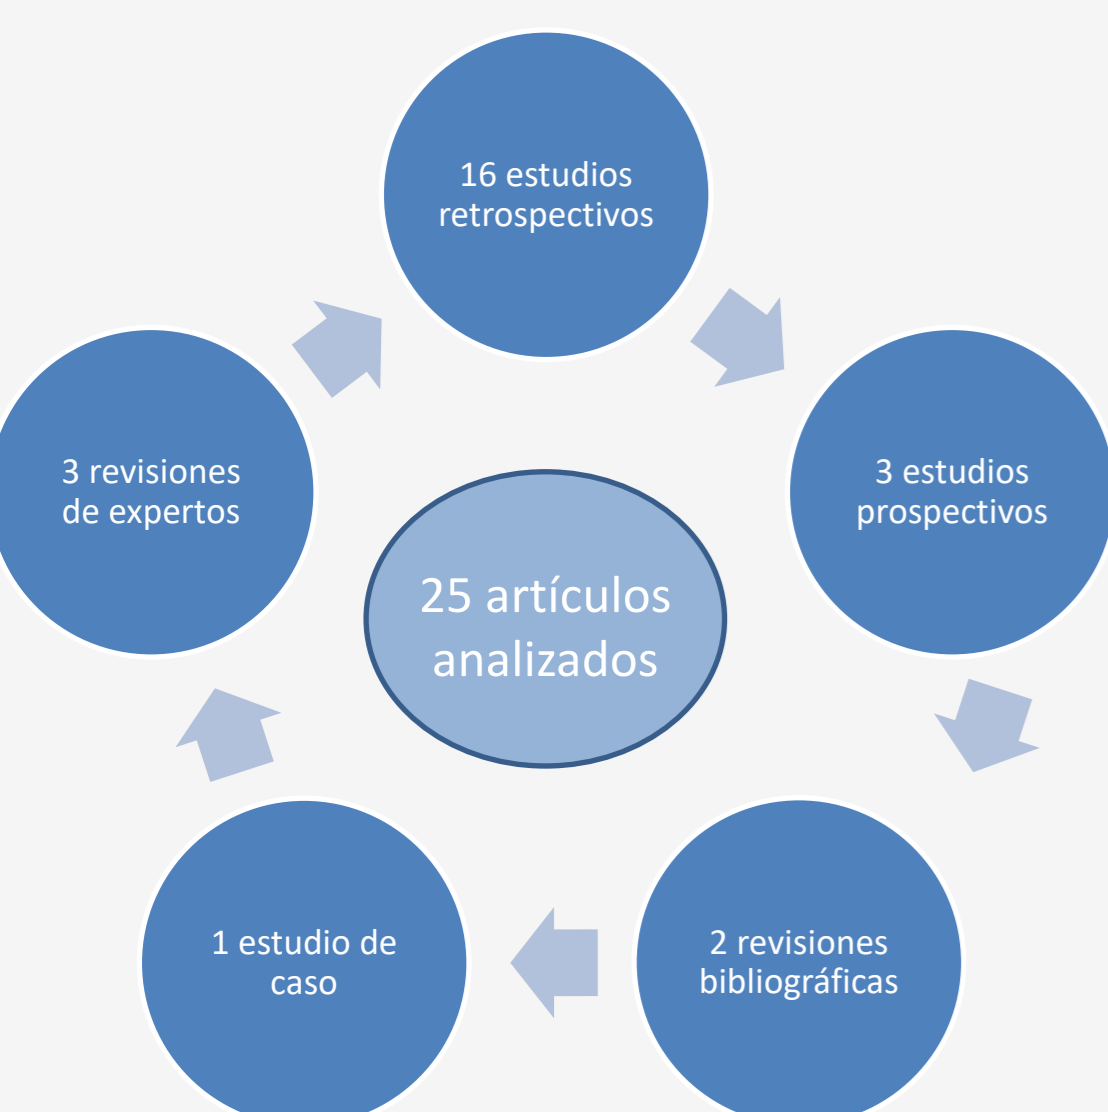 16 estudios
retrospectivos
3 revisiones
de expertos
3 estudios
prospectivos
25 artículos
analizados
1 estudio de
caso
2 revisiones
bibliográficas